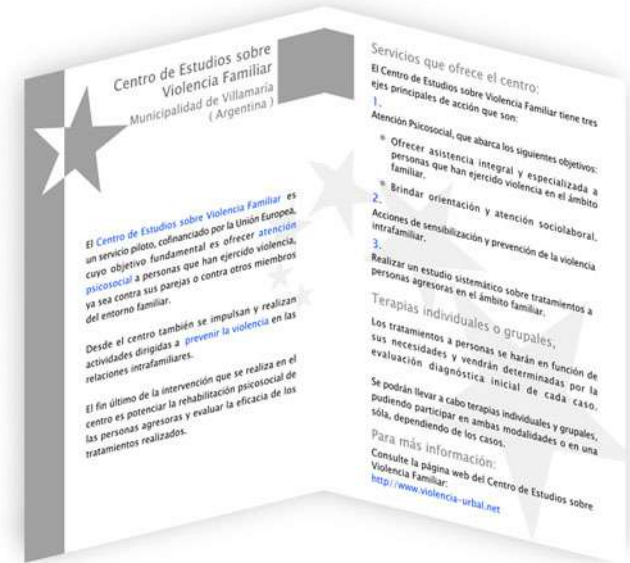 Centro de Estudios sobre
Violencia Familiar
Municipalidad de Villamaría
( Argentina )
El Centro de Estudios sobre Violencia Familiar es
un servicio piloto, cofinanciado por la Unión Europea,
cuyo objetivo fundamental es ofrecer atención
psicosocial a personas que han ejercido violencia,
ya sea contra sus parejas o contra otros miembros
del entorno familiar.
Desde el centro también se impulsan y realizan
actividades dirigidas a prevenir la violencia en las
relaciones intrafamiliares.
El fin último de la intervención que se realiza en el
centro es potenciar la rehabilitación psicosocial de
las personas agresoras y evaluar la eficacia de los
tratamientos realizados.
Servicios que ofrece el centro:
El Centro de Estudios sobre Violencia Familiar tiene tres
ejes principales de acción que son:
1.
Atención Psicosocial, que abarca los siguientes objetivos:
* Ofrecer asistencia integral y especializada a
personas que han ejercido violencia en el ámbito
familiar.
* Brindar orientación y atención sociolaboral.
2.
Acciones de sensibilización y prevención de la violencia
intrafamiliar.
3.
Realizar un estudio sistemático sobre tratamientos a
personas agresoras en el ámbito familiar.
Terapias individuales o grupales,
Los tratamientos a personas se harán en función de
sus necesidades y vendrán determinadas por la
evaluación diagnóstica inicial de cada caso.
Se podrán llevar a cabo terapias individuales y grupales,
pudiendo participar en ambas modalidades o en una
sóla, dependiendo de los casos.
Para más información:
Consulte la página web del Centro de Estudios sobre
Violencia Familiar:
http://www.violencia-urbal.net